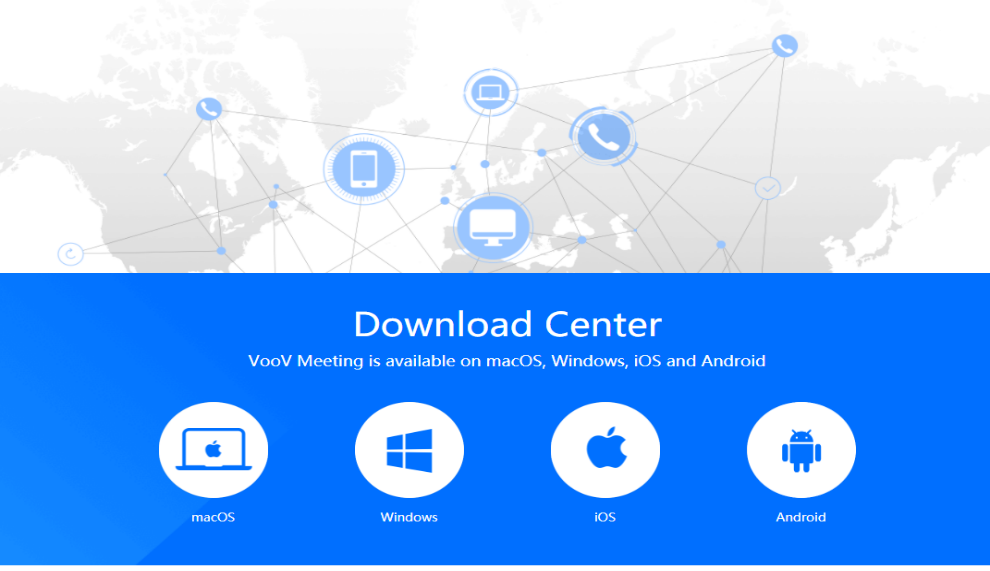 Download Center
VooV Meeting is available on macOS, Windows, iOS and Android
macOS
Windows
iOS
Android